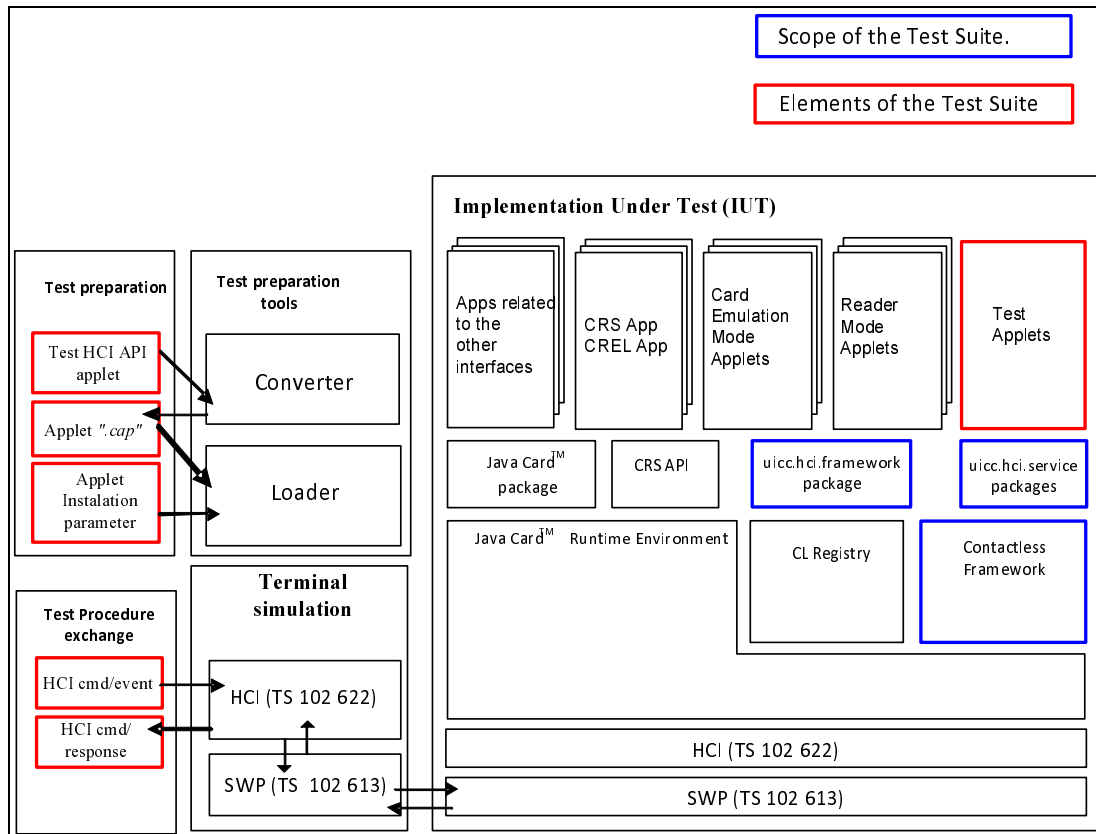 Scope of the Test Suite.
Elements of the Test Suite
Implementation Under Test (IUT)
Apps related
to the
other
interfaces
CRS App
CREL App
Card
Emulation
Mode
Applets
Reader
Mode
Applets
Test
Applets
Java Card™
package
CRS API
uicc.hci.framework
package
uicc.hci.service
packages
Java Card™ Runtime Environment
CL Registry
Contactless
Framework
HCI (TS 102 622)
SWP (TS 102 613)
Test preparation
Test HCI API
applet
Applet ".cap"
Applet
Instalation
parameter
Test preparation
tools
Converter
Loader
Test Procedure
exchange
HCI cmd/event
HCI cmd/
response
Terminal
simulation
HCI (TS 102 622)
SWP (TS 102 613)